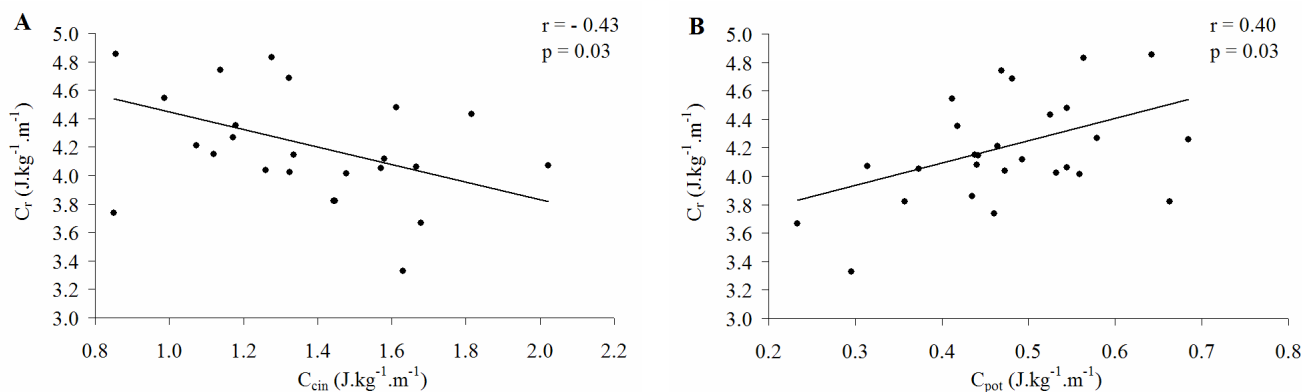 A
r = - 0.43
p = 0.03
5.0
4.8
4.6
4.4
4.2
4.0
3.8
3.6
3.4
3.2
3.0
C_r (J.kg⁻¹.m⁻¹)
0.8 1.0 1.2 1.4 1.6 1.8 2.0 2.2
C_cin (J.kg⁻¹.m⁻¹)
B
r = 0.40
p = 0.03
5.0
4.8
4.6
4.4
4.2
4.0
3.8
3.6
3.4
3.2
3.0
C_r (J.kg⁻¹.m⁻¹)
0.2 0.3 0.4 0.5 0.6 0.7 0.8
C_pot (J.kg⁻¹.m⁻¹)